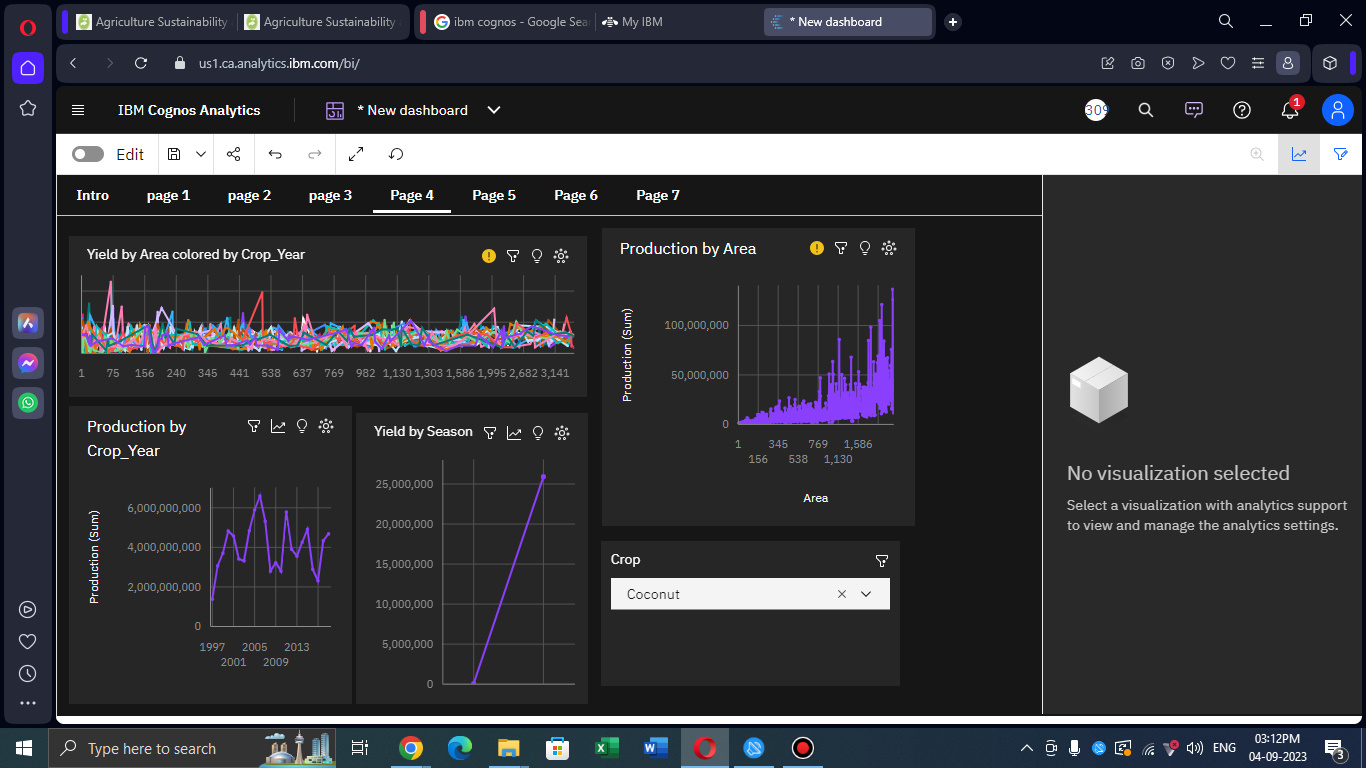 Agriculture Sustainability
Agriculture Sustainability
ibm cognos - Google Sea
My IBM
* New dashboard
us1.ca.analytics.ibm.com/bi/
IBM Cognos Analytics
* New dashboard
309
1
Edit
Intro page 1 page 2 page 3 Page 4 Page 5 Page 6 Page 7
Yield by Area colored by Crop_Year
1 75 156 240 345 441 538 637 769 982 1,130 1,303 1,586 1,995 2,682 3,141
Production by Area
Production (Sum)
100,000,000
50,000,000
0
1 345 769 1,586
156 538 1,130
Area
Production by
Crop_Year
Production (Sum)
6,000,000,000
4,000,000,000
2,000,000,000
0
1997 2005 2013
2001 2009
Yield by Season
25,000,000
20,000,000
15,000,000
10,000,000
5,000,000
0
Crop
Coconut
No visualization selected
Select a visualization with analytics support
to view and manage the analytics settings.
Type here to search
ENG
03:12PM
04-09-2023
3